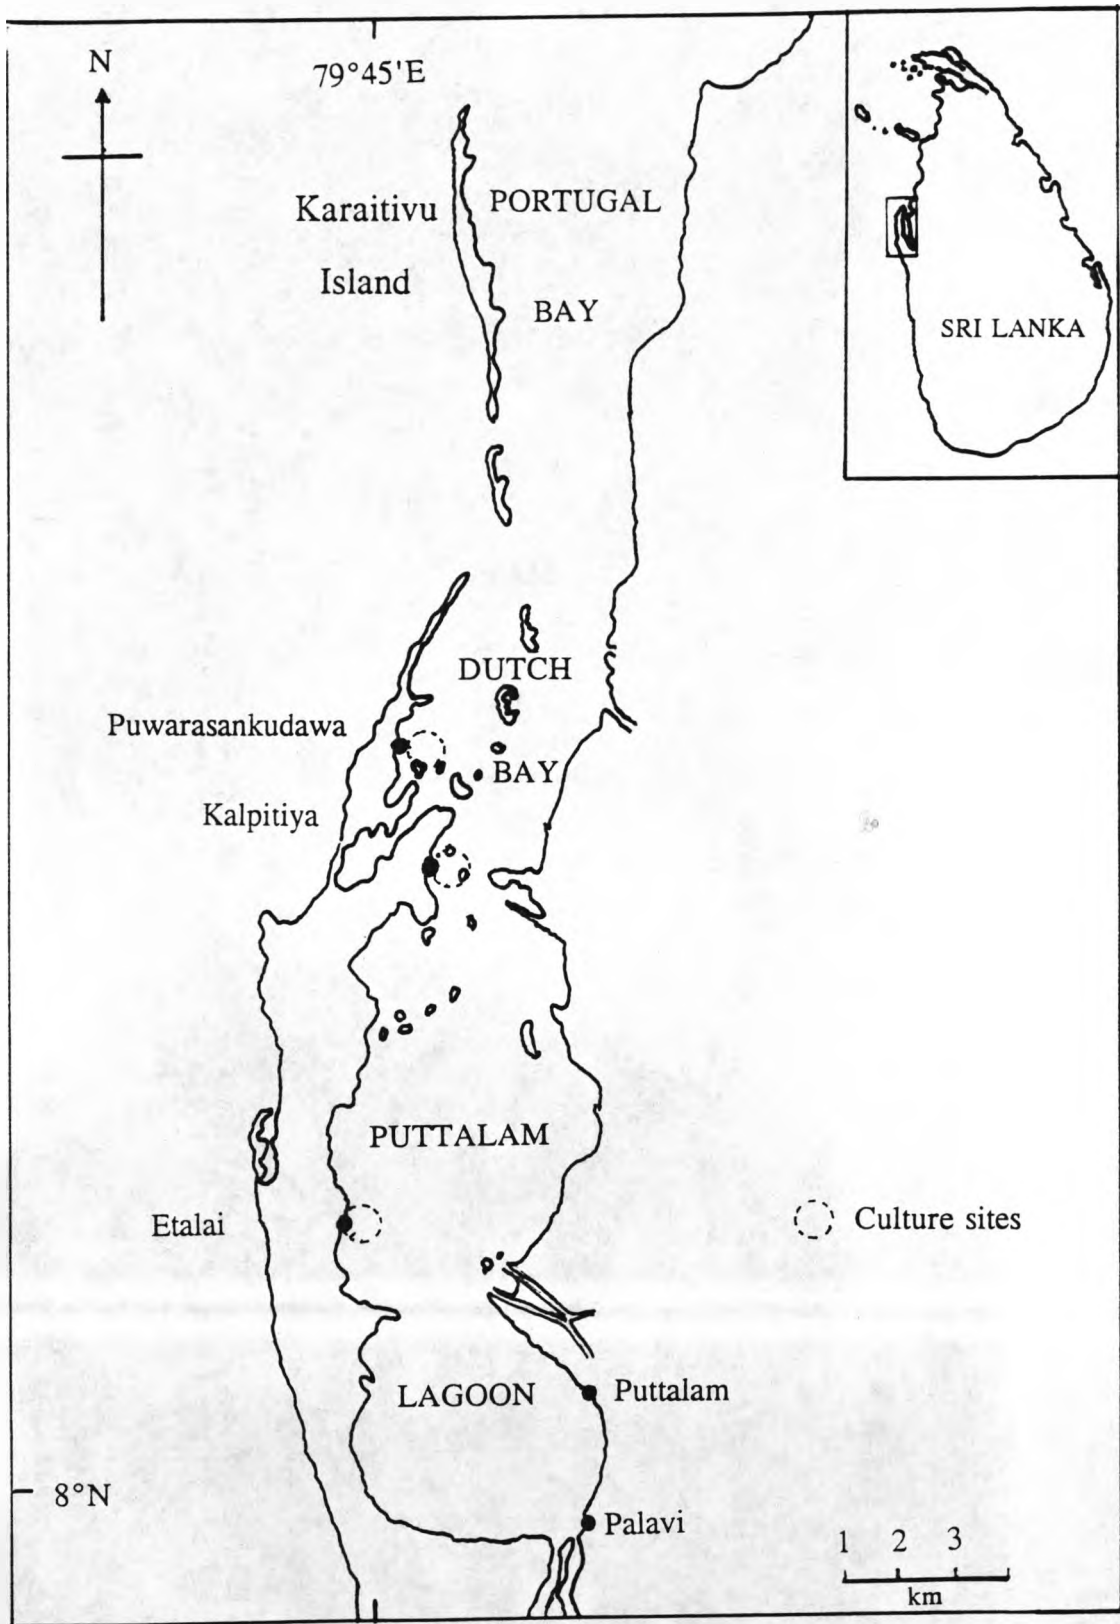 N
79°45'E
Karaitivu
Island
PORTUGAL
BAY
SRI LANKA
DUTCH
BAY
Puwarasankudawa
Kalpitiya
PUTTALAM
Etalai
Culture sites
LAGOON
Puttalam
8°N
Palavi
1 2 3
km